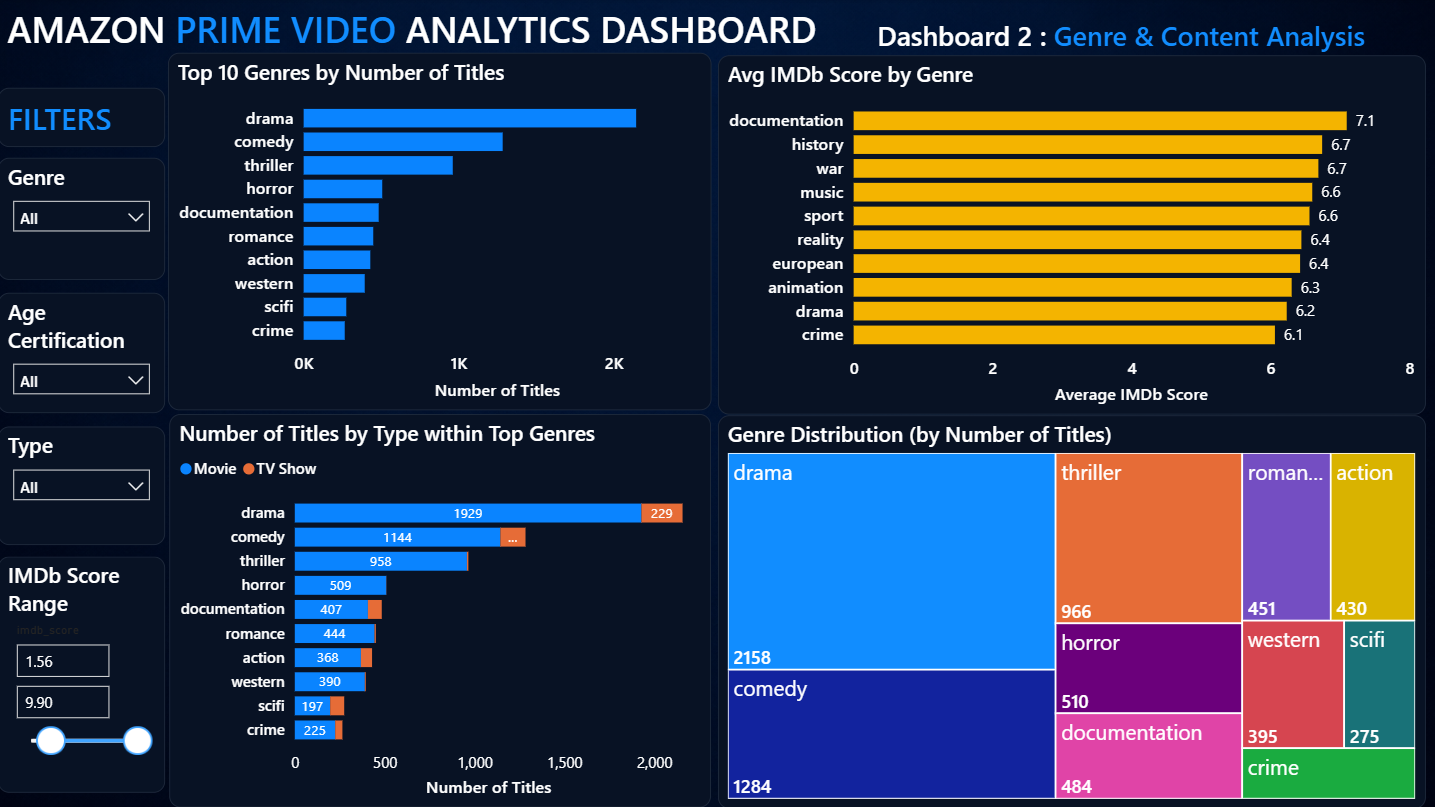 AMAZON PRIME VIDEO ANALYTICS DASHBOARD
Dashboard 2 : Genre & Content Analysis
FILTERS
Genre
All
Age
Certification
All
Type
All
IMDb Score
Range
imdb_score
1.56
9.90
Top 10 Genres by Number of Titles
drama
comedy
thriller
horror
documentation
romance
action
western
scifi
crime
0K 1K 2K
Number of Titles
Avg IMDb Score by Genre
documentation 7.1
history 6.7
war 6.7
music 6.6
sport 6.6
reality 6.4
european 6.4
animation 6.3
drama 6.2
crime 6.1
0 2 4 6 8
Average IMDb Score
Number of Titles by Type within Top Genres
Movie TV Show
drama 1929 229
comedy 1144 ...
thriller 958
horror 509
documentation 407
romance 444
action 368
western 390
scifi 197
crime 225
0 500 1,000 1,500 2,000
Number of Titles
Genre Distribution (by Number of Titles)
drama
2158
comedy
1284
thriller
966
horror
510
documentation
484
roman...
451
action
430
western
395
scifi
275
crime